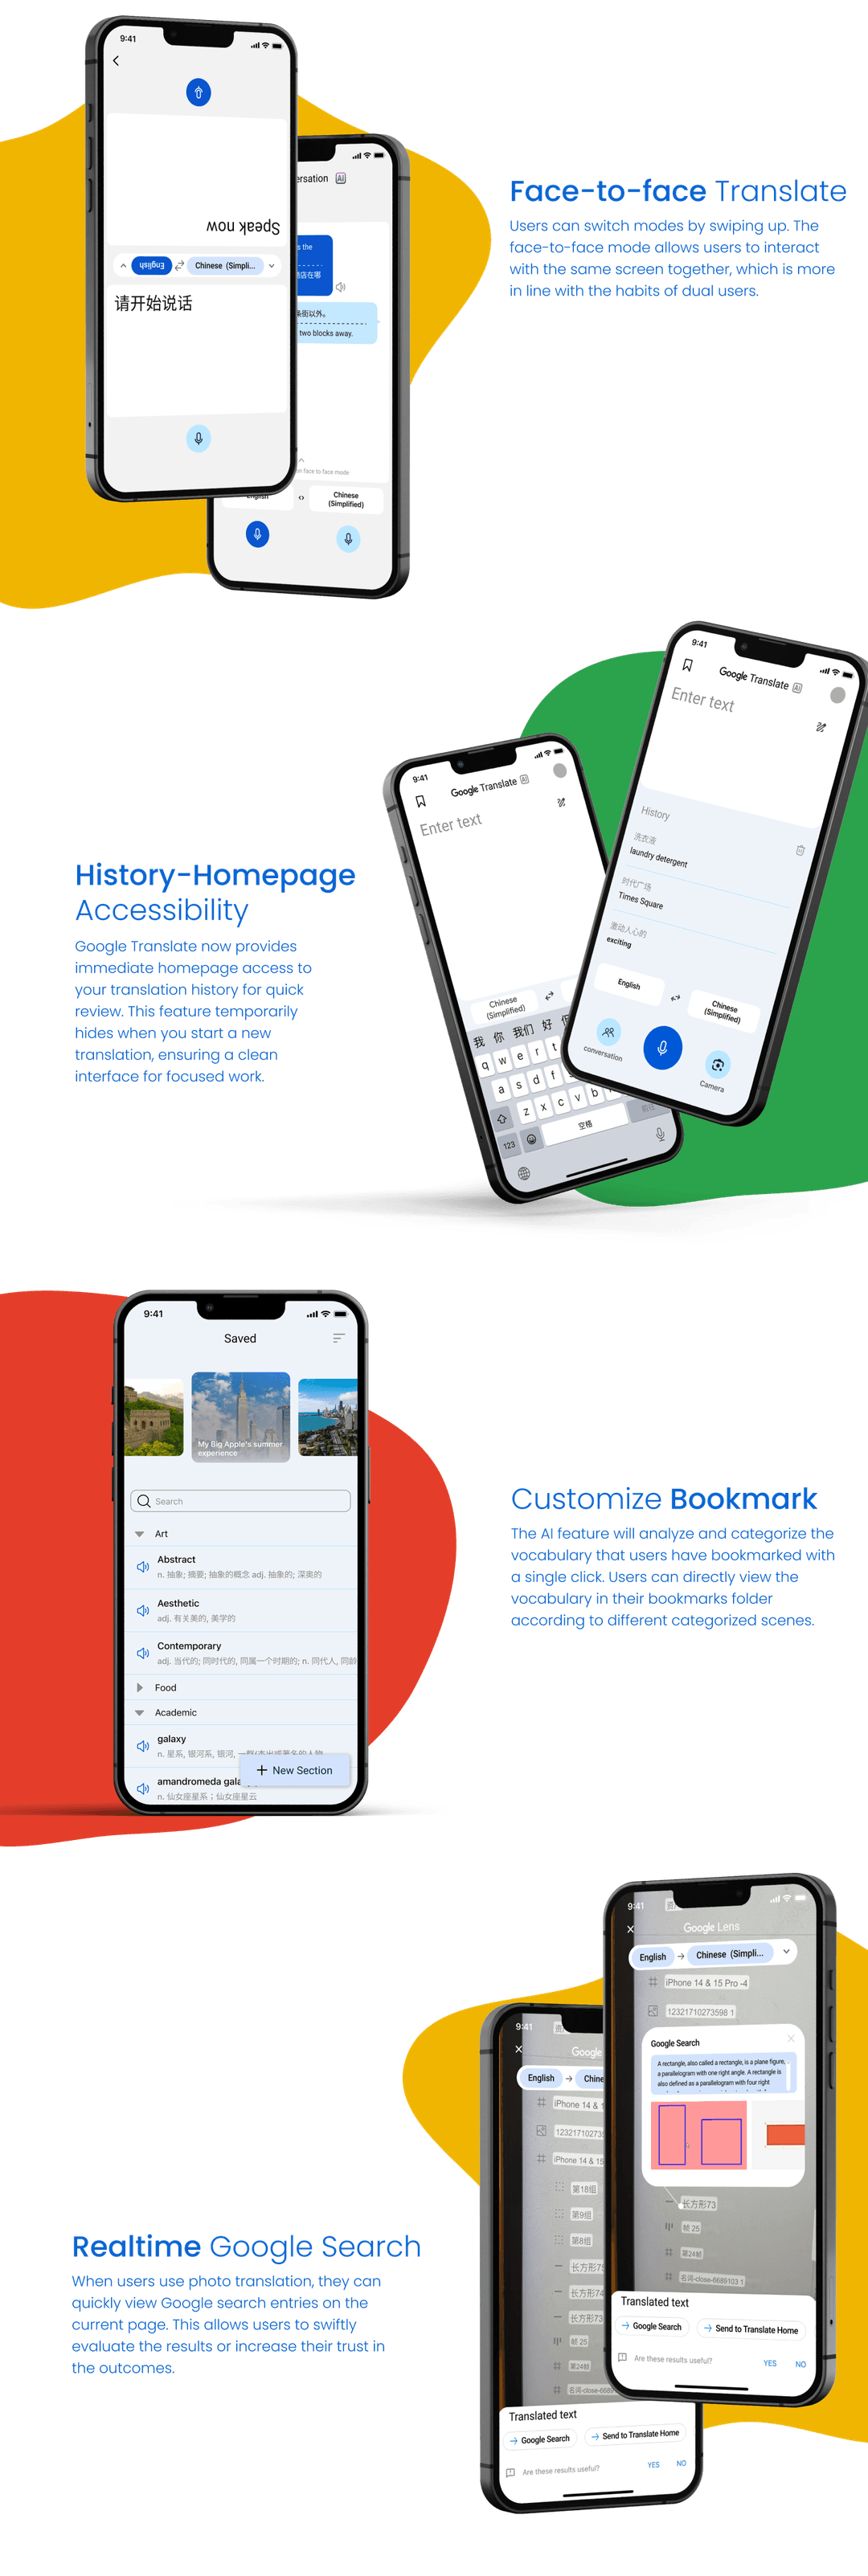 9:41
Speak now
English
Chinese (Simpli...
请开始说话
9:41
ersation AI
s the
酒店在哪
条街以外。
two blocks away.
face to face mode
English
Chinese
(Simplified)
Face-to-face Translate
Users can switch modes by swiping up. The
face-to-face mode allows users to interact
with the same screen together, which is more
in line with the habits of dual users.
9:41
Google Translate AI
Enter text
History
洗衣液
laundry detergent
时代广场
Times Square
激动人心的
exciting
English
Chinese
(Simplified)
conversation
Camera
9:41
Google Translate AI
Enter text
Chinese
(Simplified)
我 你 我们 好
q w e r t
a s d f
z x c v b
123
空格
前往
History-Homepage
Accessibility
Google Translate now provides
immediate homepage access to
your translation history for quick
review. This feature temporarily
hides when you start a new
translation, ensuring a clean
interface for focused work.
9:41
Saved
My Big Apple's summer
experience
Search
Art
Abstract
n. 抽象; 摘要; 抽象的概念 adj. 抽象的; 深奥的
Aesthetic
adj. 有关美的, 美学的
Contemporary
adj. 当代的; 同时代的, 同属一个时期的; n. 同代人, 同龄
Food
Academic
galaxy
n. 星系, 银河系, 银河,
+ New Section
amandromeda gala
n. 仙女座星系；仙女座星云
Customize Bookmark
The AI feature will analyze and categorize the
vocabulary that users have bookmarked with
a single click. Users can directly view the
vocabulary in their bookmarks folder
according to different categorized scenes.
9:41
Google Lens
English → Chinese (Simpli...
iPhone 14 & 15 Pro -4
12321710273598 1
Google Search
A rectangle, also called a rectangle, is a plane figure,
a parallelogram with one right angle. A rectangle is
also defined as a parallelogram with four right
长方形73
帧 25
第24帧
名词-close-6689103 1
Translated text
→ Google Search
→ Send to Translate Home
Are these results useful?
YES
NO
9:41
Google
English → Chine
iPhone 14 & 1
123217102735
iPhone 14 & 15
第18组
第9组
第8组
长方形75
长方形74
长方形73
帧 25
第24帧
名词-close-6689
Translated text
→ Google Search
→ Send to Translate Home
Are these results useful?
YES
NO
Realtime Google Search
When users use photo translation, they can
quickly view Google search entries on the
current page. This allows users to swiftly
evaluate the results or increase their trust in
the outcomes.